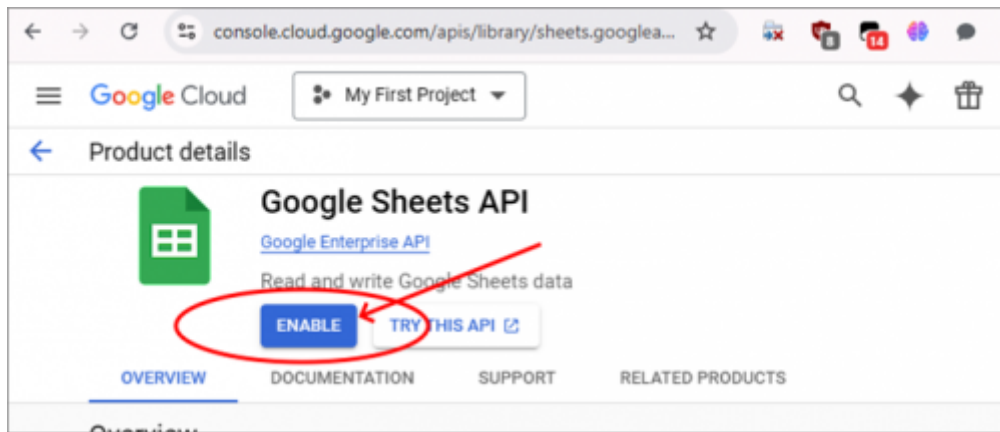 console.cloud.google.com/apis/library/sheets.googlea...
8
14
Google Cloud
My First Project
Product details
Google Sheets API
Google Enterprise API
Read and write Google Sheets data
ENABLE
TRY THIS API
OVERVIEW DOCUMENTATION SUPPORT RELATED PRODUCTS
Overview